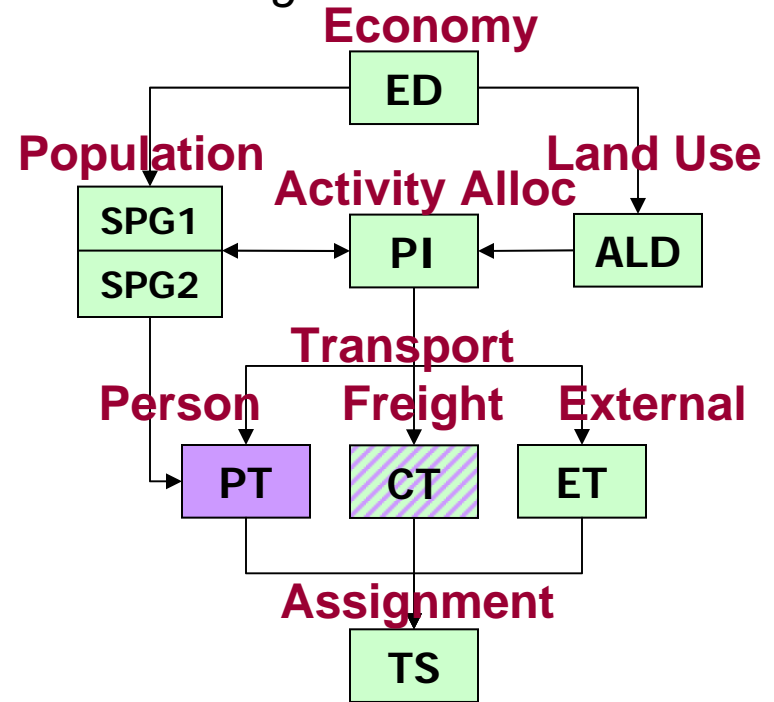 Economy
ED
Population
Land Use
Activity Alloc
SPG1
SPG2
PI
ALD
Transport
Person
Freight
External
PT
CT
ET
Assignment
TS